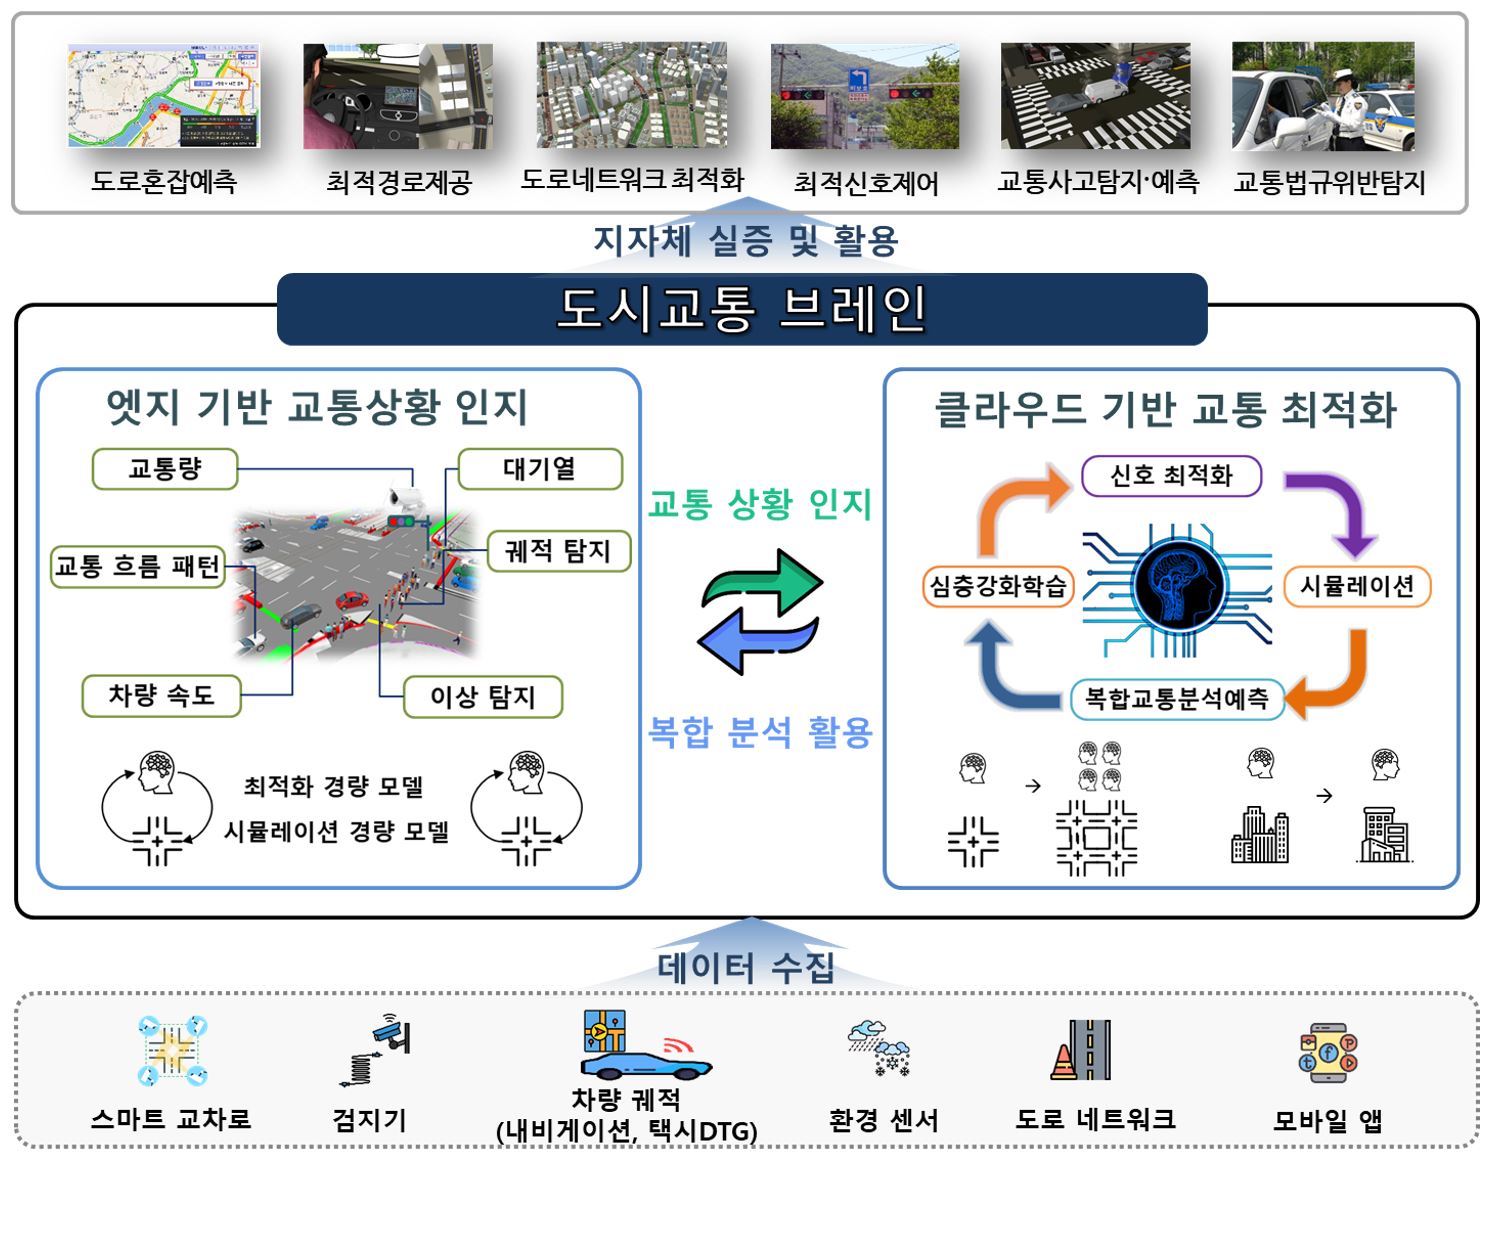 도로혼잡예측
최적경로제공
도로네트워크 최적화
최적신호제어
교통사고탐지·예측
교통법규위반탐지
지자체 실증 및 활용
도시교통 브레인
엣지 기반 교통상황 인지
교통량
대기열
교통 흐름 패턴
궤적 탐지
차량 속도
이상 탐지
최적화 경량 모델
시뮬레이션 경량 모델
교통 상황 인지
복합 분석 활용
클라우드 기반 교통 최적화
신호 최적화
심층강화학습
시뮬레이션
복합교통분석예측
데이터 수집
스마트 교차로
검지기
차량 궤적
(내비게이션, 택시DTG)
환경 센서
도로 네트워크
모바일 앱